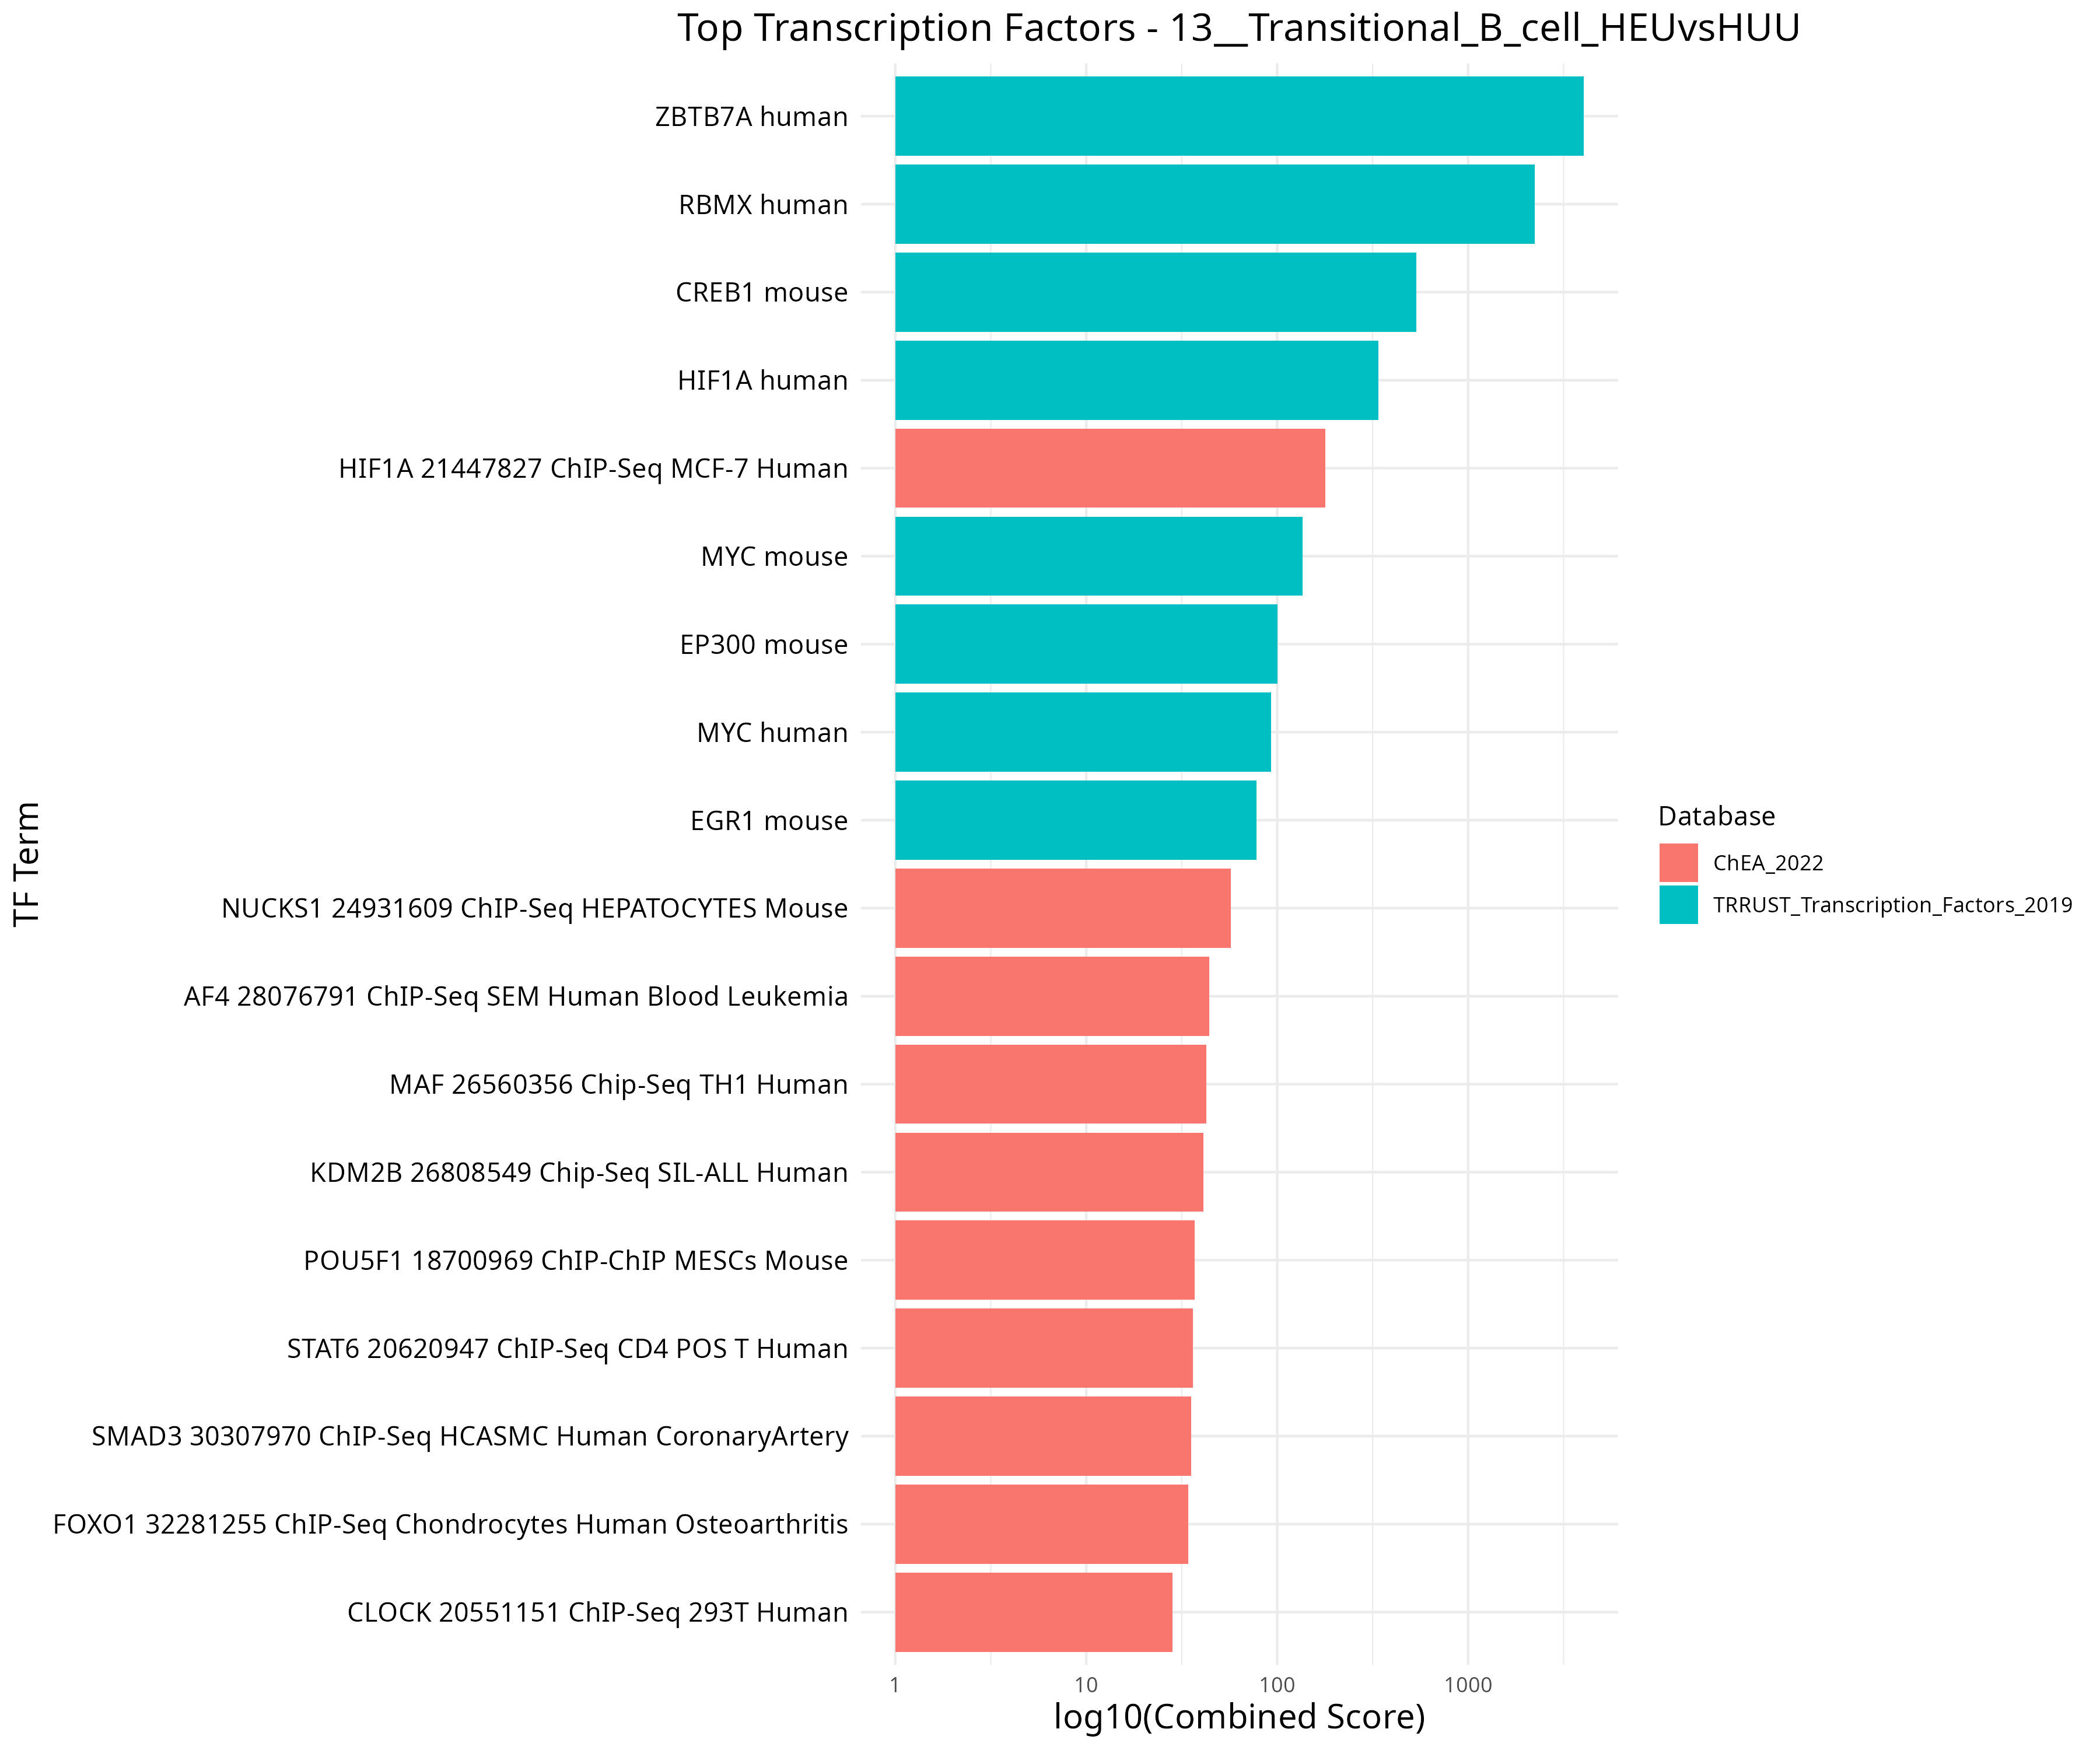 Top Transcription Factors - 13__Transitional_B_cell_HEUvsHUU
ZBTB7A human
RBMX human
CREB1 mouse
HIF1A human
HIF1A 21447827 ChIP-Seq MCF-7 Human
MYC mouse
EP300 mouse
MYC human
EGR1 mouse
NUCKS1 24931609 ChIP-Seq HEPATOCYTES Mouse
AF4 28076791 ChIP-Seq SEM Human Blood Leukemia
MAF 26560356 Chip-Seq TH1 Human
KDM2B 26808549 Chip-Seq SIL-ALL Human
POU5F1 18700969 ChIP-ChIP MESCs Mouse
STAT6 20620947 ChIP-Seq CD4 POS T Human
SMAD3 30307970 ChIP-Seq HCASMC Human CoronaryArtery
FOXO1 32281255 ChIP-Seq Chondrocytes Human Osteoarthritis
CLOCK 20551151 ChIP-Seq 293T Human
TF Term
1 10 100 1000
log10(Combined Score)
Database
ChEA_2022
TRRUST_Transcription_Factors_2019